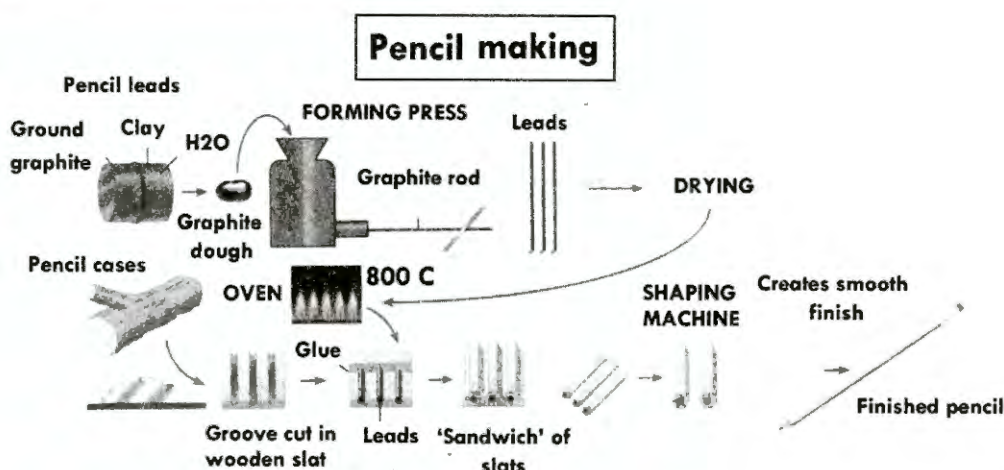 Pencil making
Pencil leads
Ground
graphite
Clay
H2O
Graphite
dough
FORMING PRESS
Graphite rod
Leads
DRYING
Pencil cases
OVEN
800 C
Glue
Groove cut in
wooden slat
Leads
'Sandwich' of
slats
SHAPING
MACHINE
Creates smooth
finish
Finished pencil